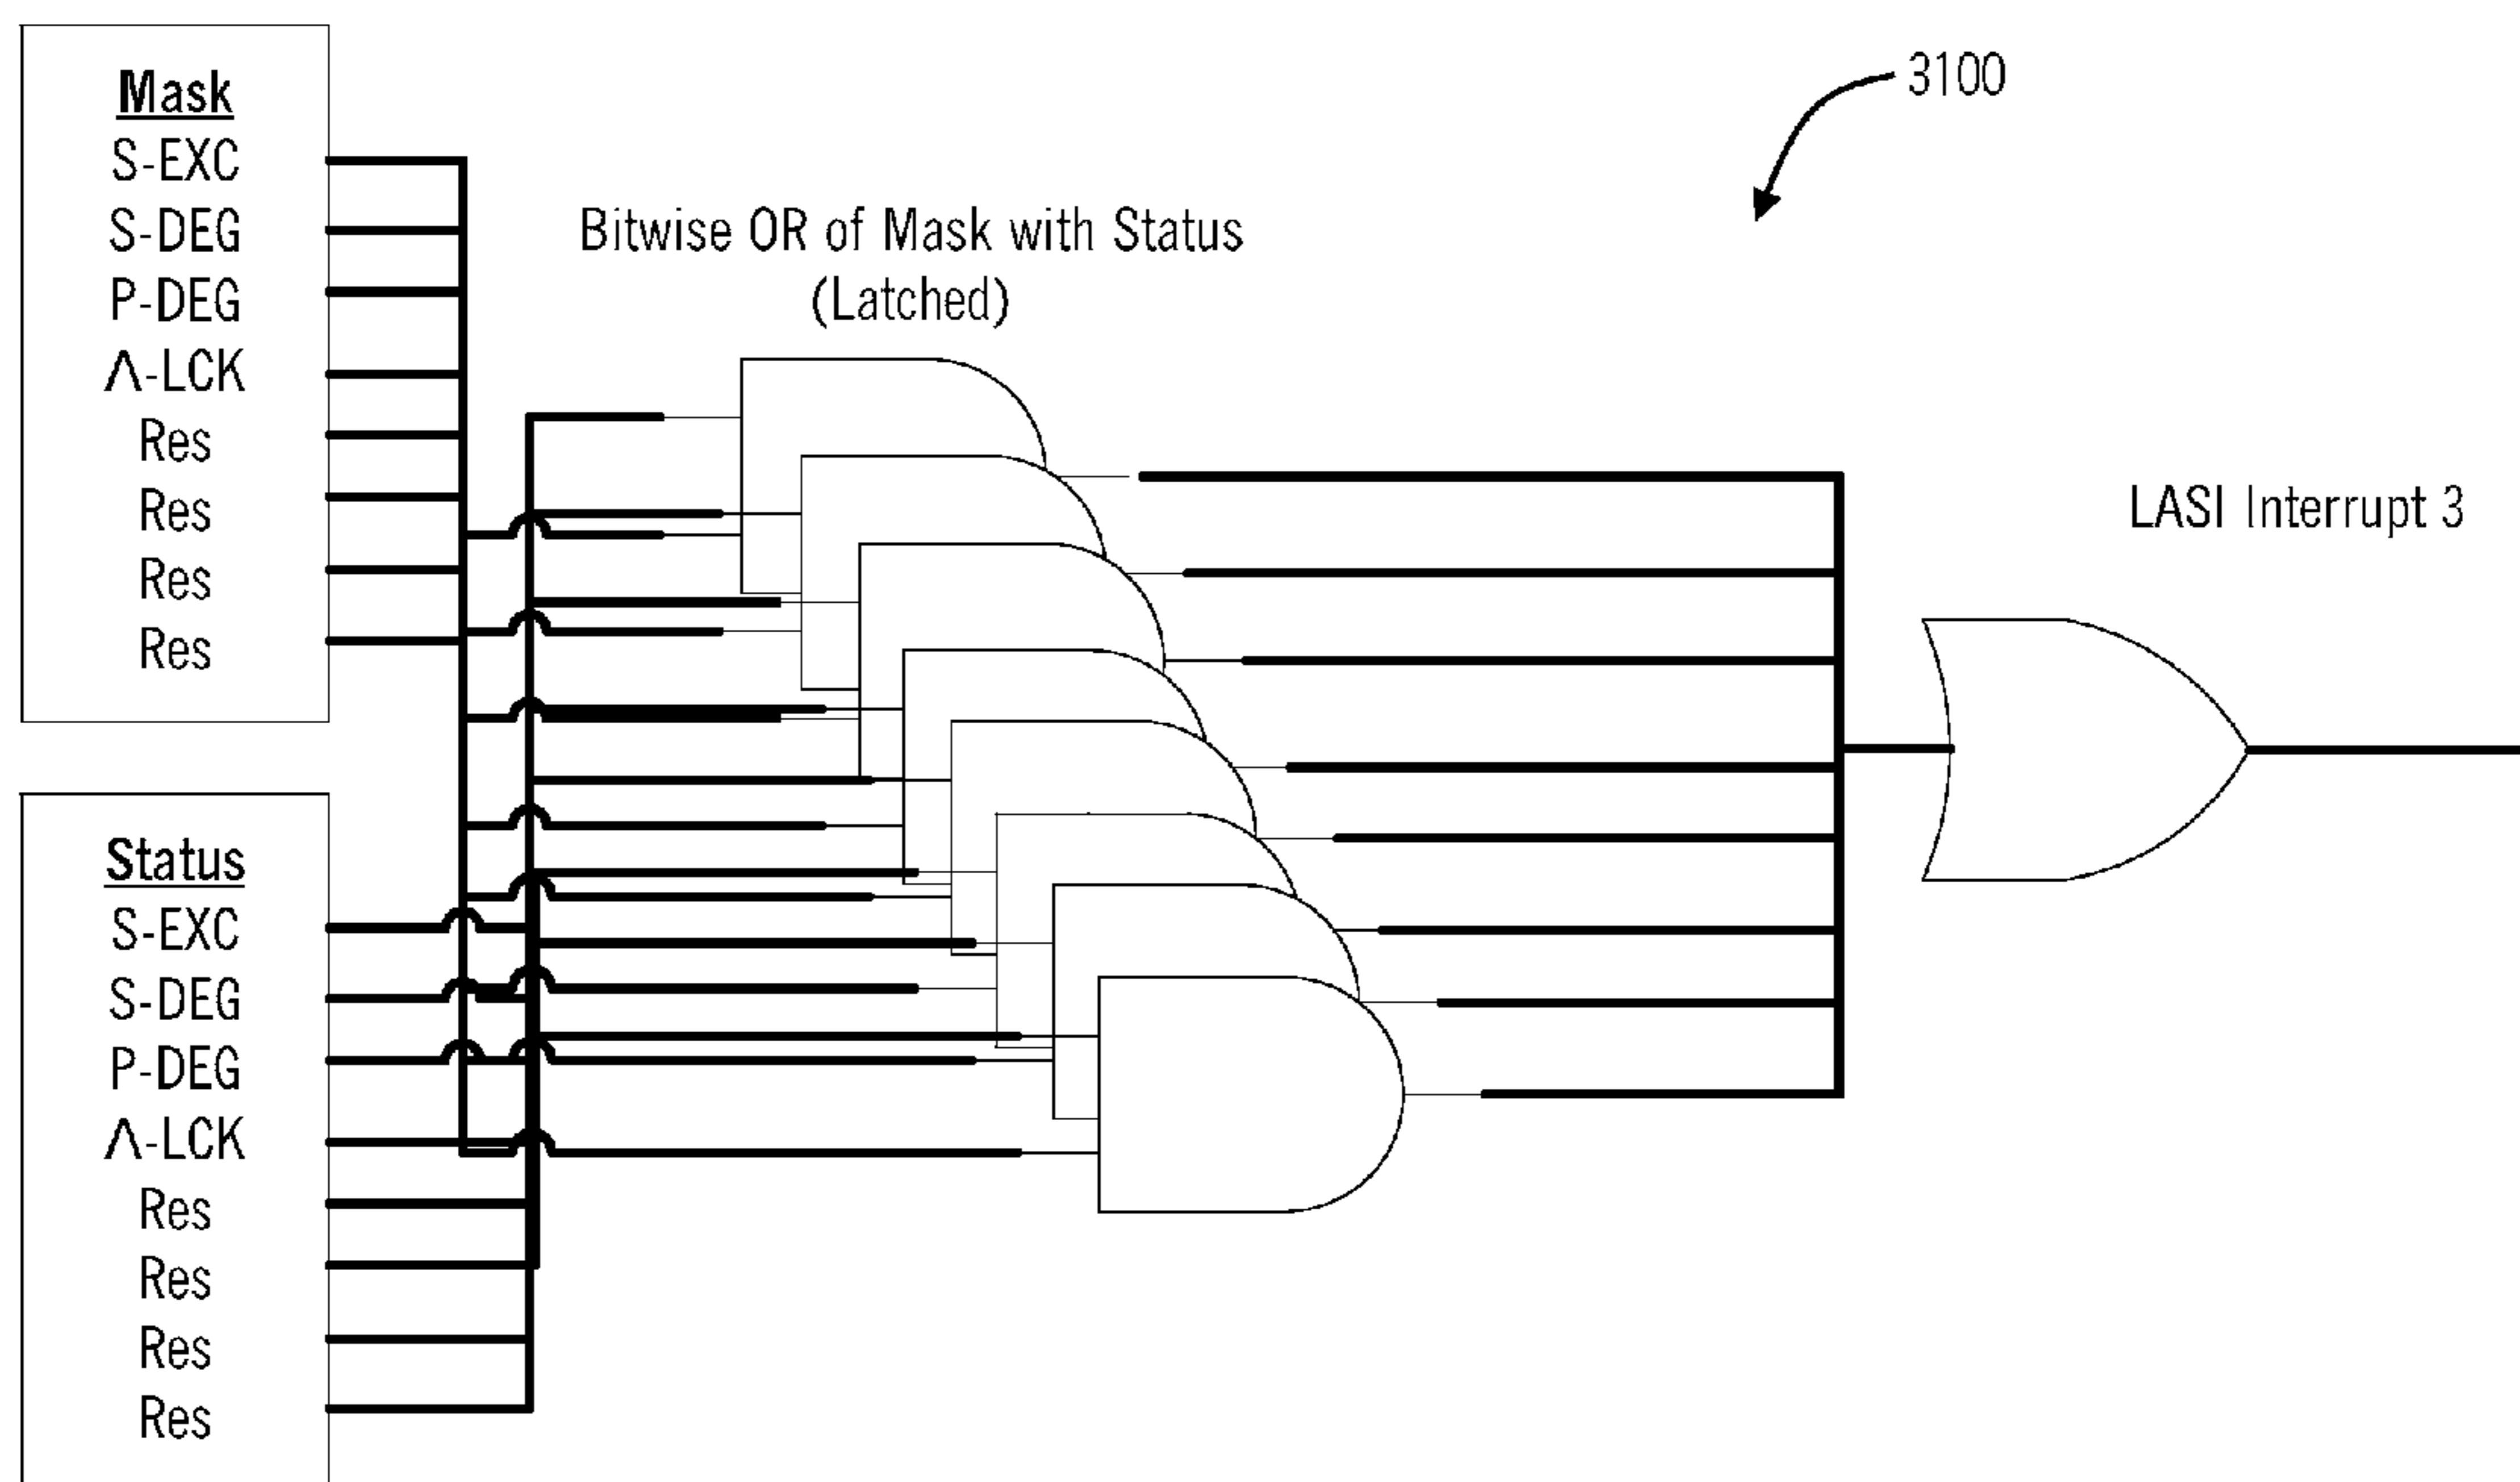 Mask
S-EXC
S-DEG
P-DEG
Λ-LCK
Res
Res
Res
Res
Status
S-EXC
S-DEG
P-DEG
Λ-LCK
Res
Res
Res
Res
Bitwise OR of Mask with Status
(Latched)
3100
LASI Interrupt 3